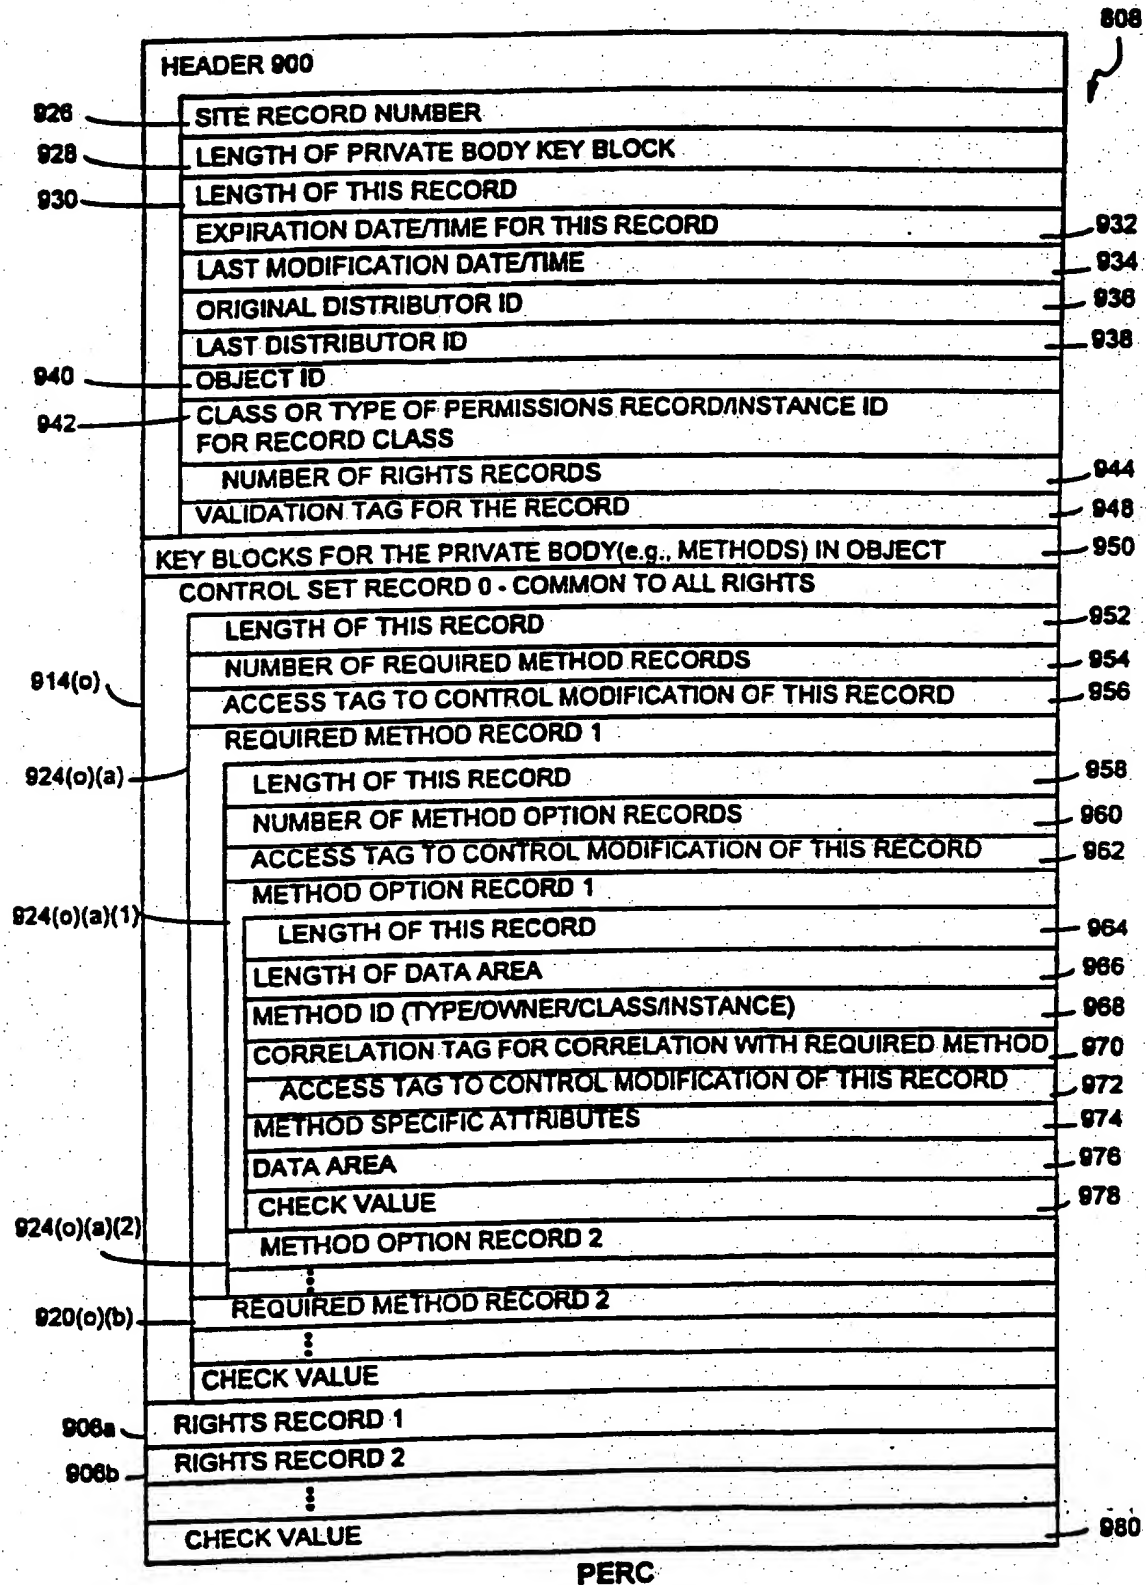 808
HEADER 900
926 SITE RECORD NUMBER
928 LENGTH OF PRIVATE BODY KEY BLOCK
930 LENGTH OF THIS RECORD
EXPIRATION DATE/TIME FOR THIS RECORD 932
LAST MODIFICATION DATE/TIME 934
ORIGINAL DISTRIBUTOR ID 936
LAST DISTRIBUTOR ID 938
940 OBJECT ID
942 CLASS OR TYPE OF PERMISSIONS RECORD/INSTANCE ID
FOR RECORD CLASS
NUMBER OF RIGHTS RECORDS 944
VALIDATION TAG FOR THE RECORD 948
KEY BLOCKS FOR THE PRIVATE BODY(e.g., METHODS) IN OBJECT 950
CONTROL SET RECORD 0 - COMMON TO ALL RIGHTS
LENGTH OF THIS RECORD 952
NUMBER OF REQUIRED METHOD RECORDS 954
914(o) ACCESS TAG TO CONTROL MODIFICATION OF THIS RECORD 956
REQUIRED METHOD RECORD 1
924(o)(a) LENGTH OF THIS RECORD 958
NUMBER OF METHOD OPTION RECORDS 960
ACCESS TAG TO CONTROL MODIFICATION OF THIS RECORD 962
METHOD OPTION RECORD 1
924(o)(a)(1) LENGTH OF THIS RECORD 964
LENGTH OF DATA AREA 966
METHOD ID (TYPE/OWNER/CLASS/INSTANCE) 968
CORRELATION TAG FOR CORRELATION WITH REQUIRED METHOD 970
ACCESS TAG TO CONTROL MODIFICATION OF THIS RECORD 972
METHOD SPECIFIC ATTRIBUTES 974
DATA AREA 976
CHECK VALUE 978
924(o)(a)(2) METHOD OPTION RECORD 2
920(o)(b) REQUIRED METHOD RECORD 2
CHECK VALUE
906a RIGHTS RECORD 1
906b RIGHTS RECORD 2
CHECK VALUE 980
PERC